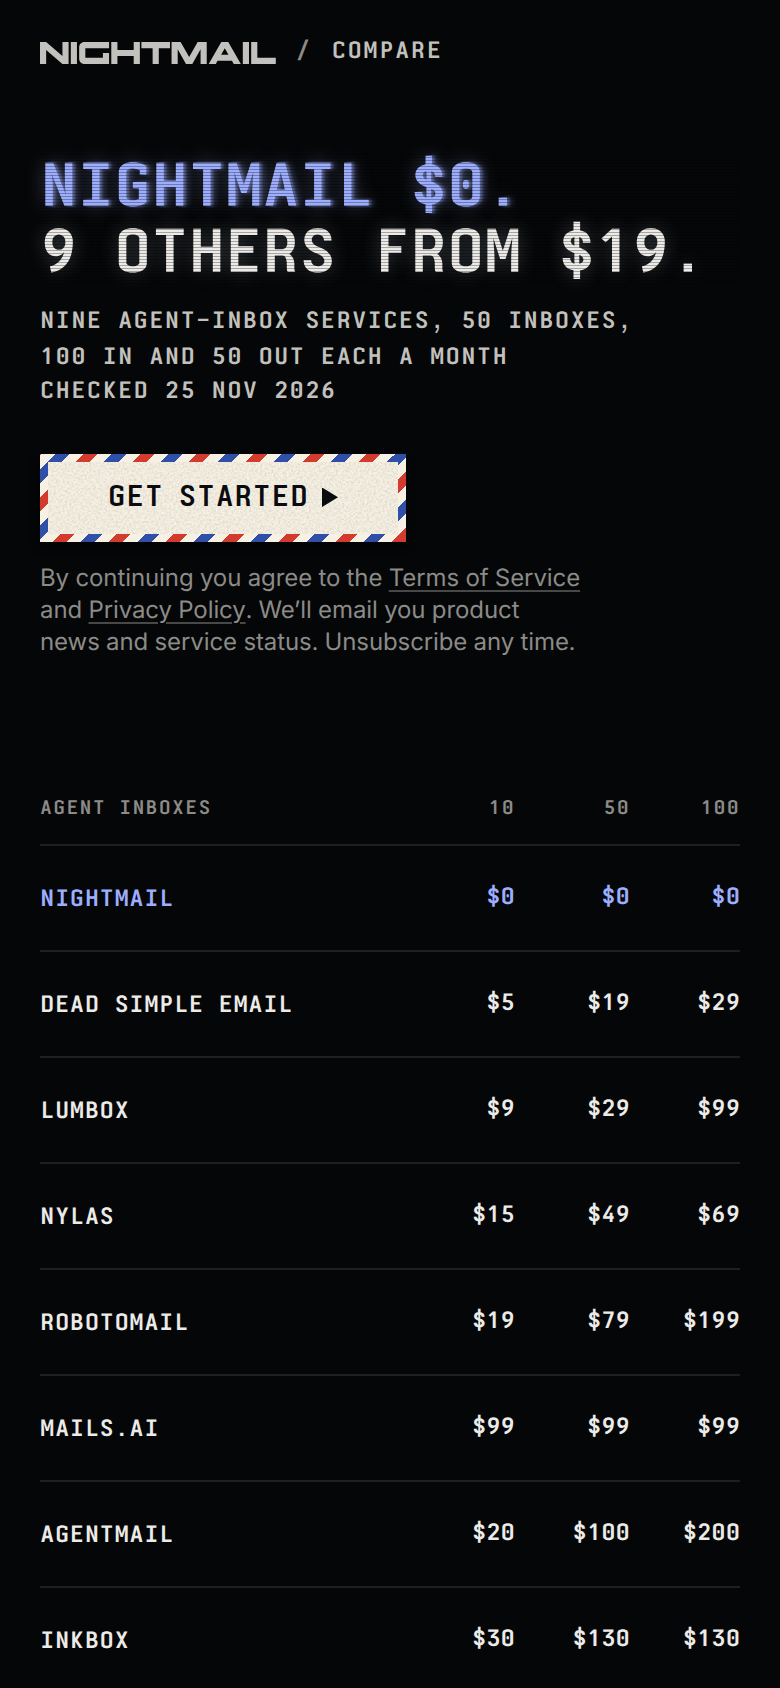 NIGHTMAIL / COMPARE
NIGHTMAIL $0.
9 OTHERS FROM $19.
NINE AGENT-INBOX SERVICES, 50 INBOXES,
100 IN AND 50 OUT EACH A MONTH
CHECKED 25 NOV 2026
GET STARTED
By continuing you agree to the Terms of Service
and Privacy Policy. We’ll email you product
news and service status. Unsubscribe any time.
AGENT INBOXES 10 50 100
NIGHTMAIL $0 $0 $0
DEAD SIMPLE EMAIL $5 $19 $29
LUMBOX $9 $29 $99
NYLAS $15 $49 $69
ROBOTOMAIL $19 $79 $199
MAILS.AI $99 $99 $99
AGENTMAIL $20 $100 $200
INKBOX $30 $130 $130